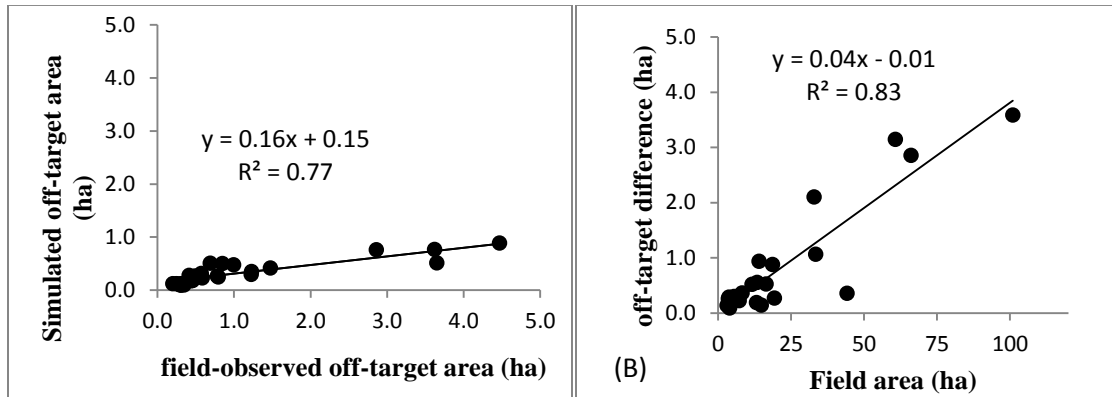 Simulated off-target area
(ha)
5.0
4.0
3.0
2.0
1.0
0.0
y = 0.16x + 0.15
R² = 0.77
0.0 1.0 2.0 3.0 4.0 5.0
field-observed off-target area (ha)
off-target difference (ha)
5.0
4.0
3.0
2.0
1.0
0.0
y = 0.04x - 0.01
R² = 0.83
0 25 50 75 100
(B)
Field area (ha)